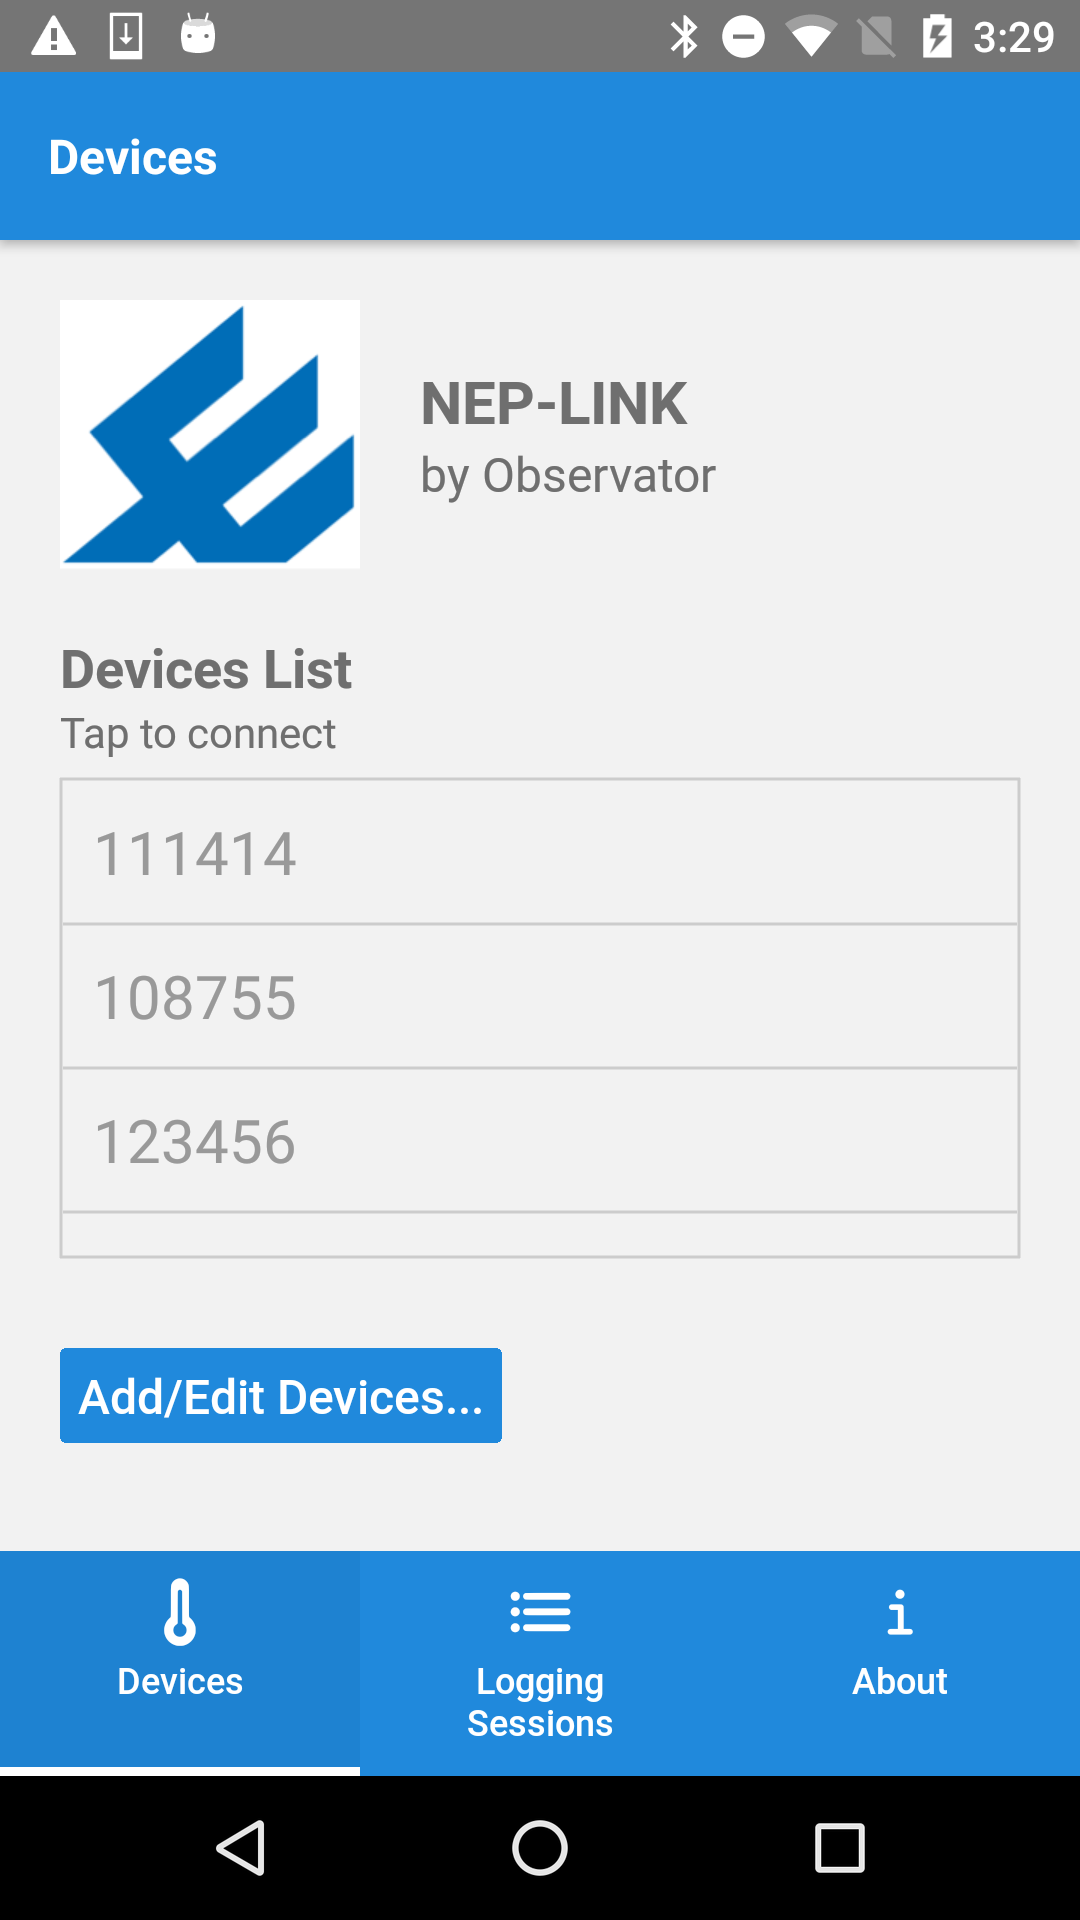 3:29
Devices
NEP-LINK
by Observator
Devices List
Tap to connect
111414
108755
123456
Add/Edit Devices...
Devices
Logging
Sessions
About